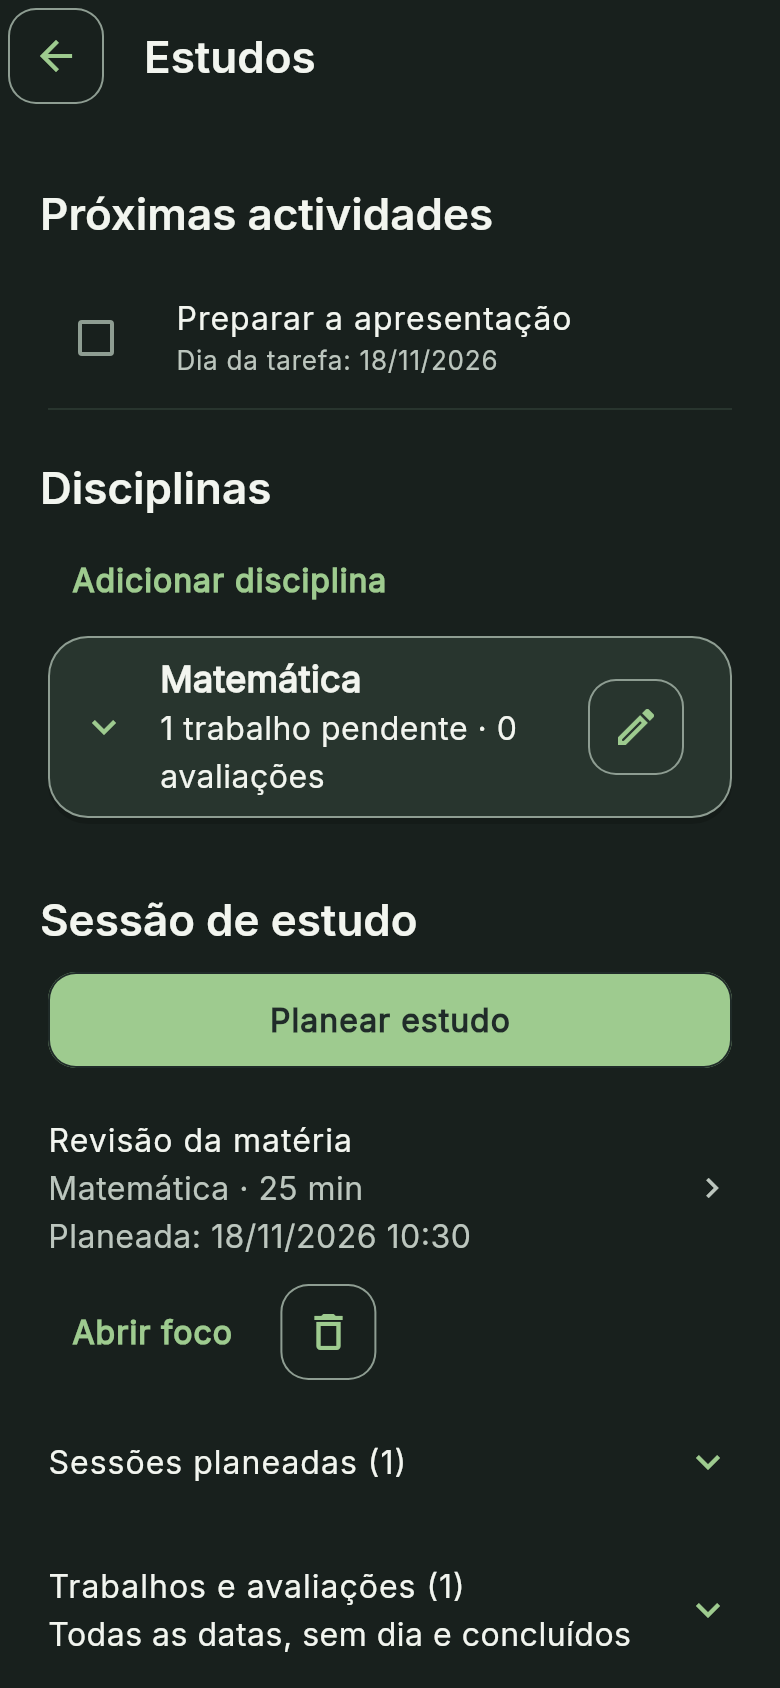 Estudos
Próximas actividades
Preparar a apresentação
Dia da tarefa: 18/11/2026
Disciplinas
Adicionar disciplina
Matemática
1 trabalho pendente · 0
avaliações
Sessão de estudo
Planear estudo
Revisão da matéria
Matemática · 25 min
Planeada: 18/11/2026 10:30
Abrir foco
Sessões planeadas (1)
Trabalhos e avaliações (1)
Todas as datas, sem dia e concluídos